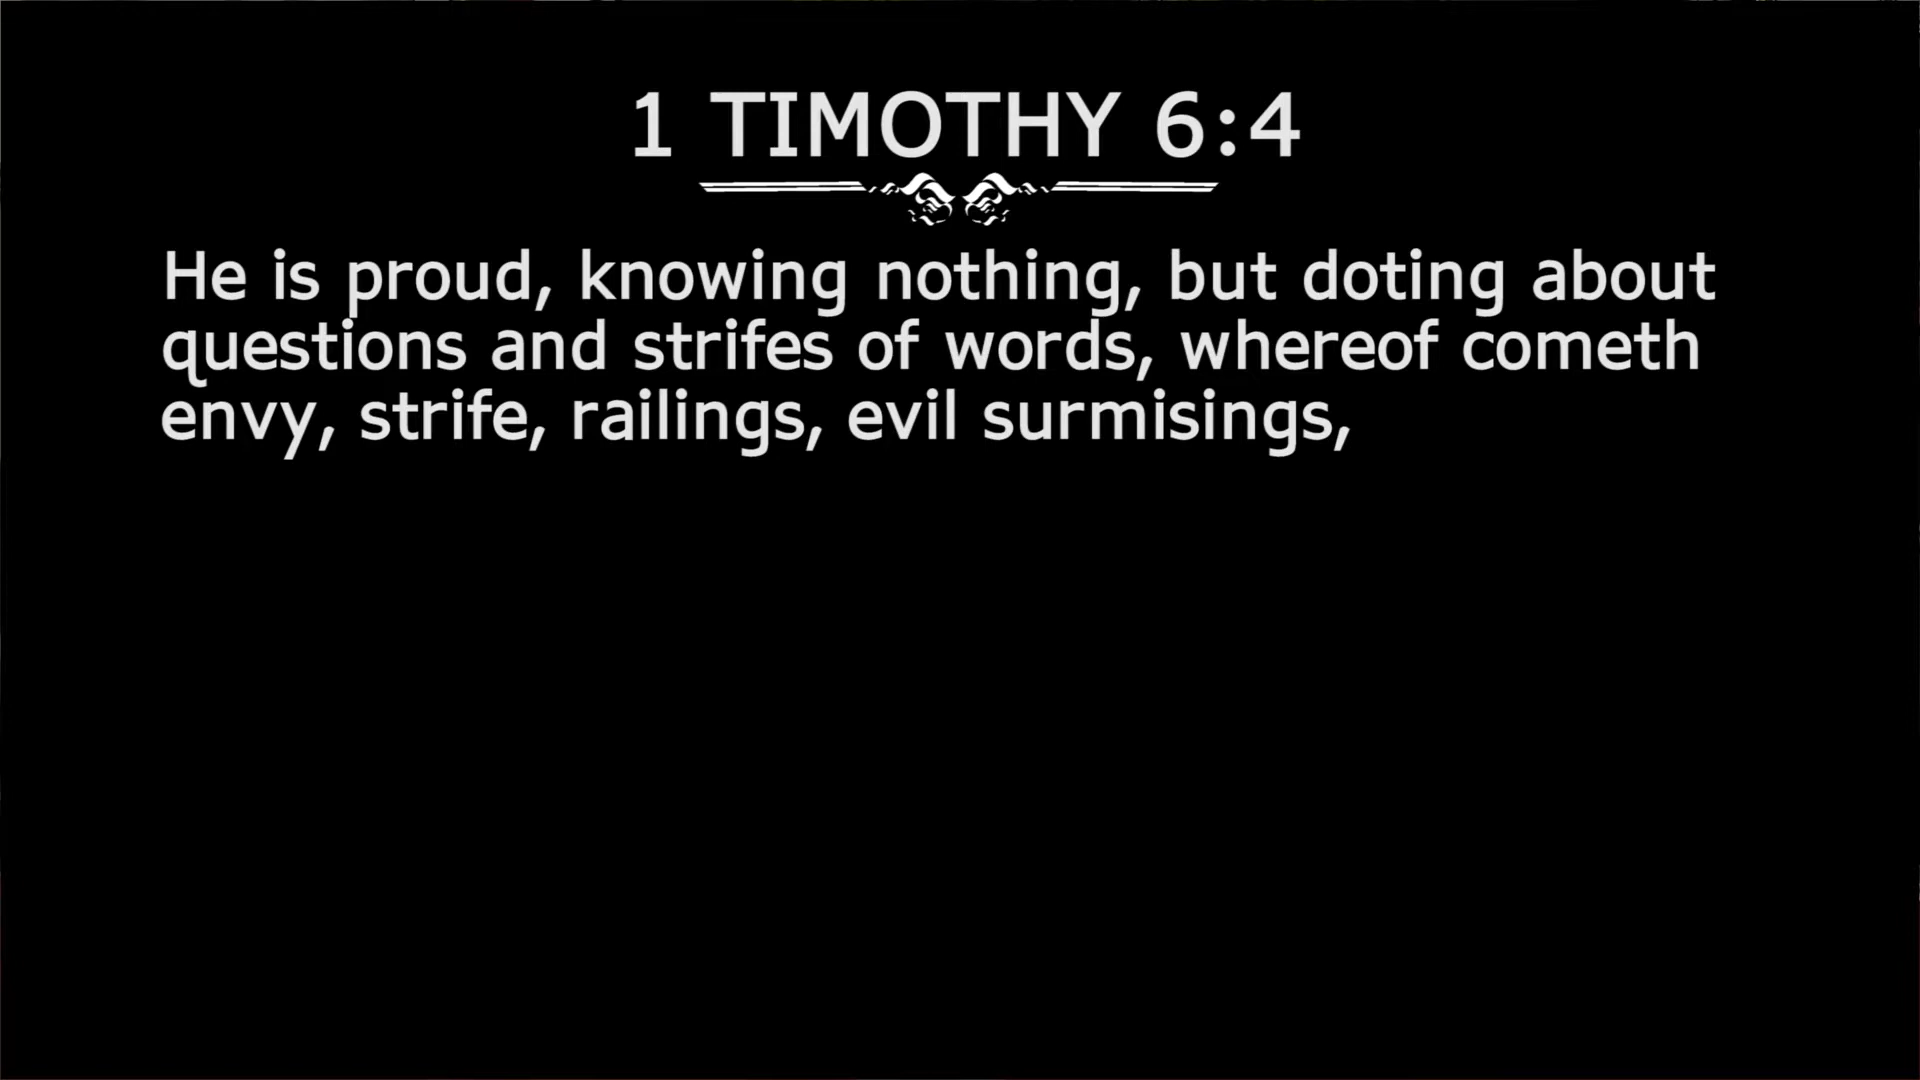 1 TIMOTHY 6:4
He is proud, knowing nothing, but doting about
questions and strifes of words, whereof cometh
envy, strife, railings, evil surmisings,